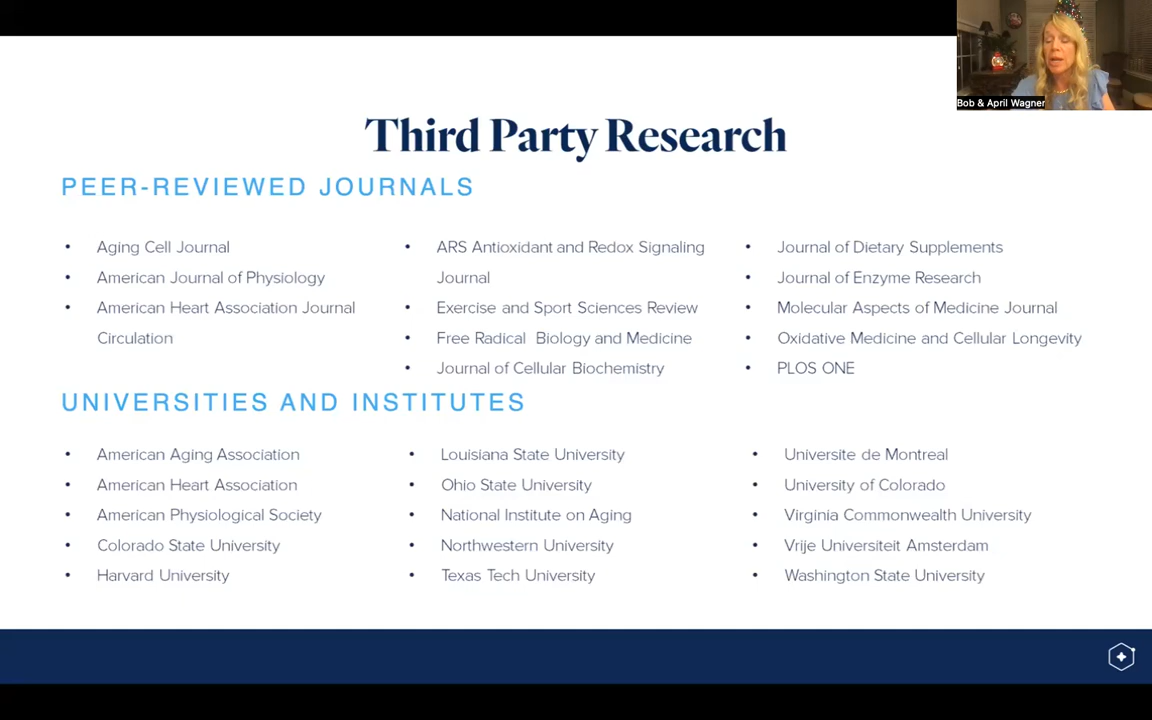 Bob & April Wagner
Third Party Research
PEER-REVIEWED JOURNALS
• Aging Cell Journal
• American Journal of Physiology
• American Heart Association Journal
Circulation
• ARS Antioxidant and Redox Signaling
Journal
• Exercise and Sport Sciences Review
• Free Radical Biology and Medicine
• Journal of Cellular Biochemistry
• Journal of Dietary Supplements
• Journal of Enzyme Research
• Molecular Aspects of Medicine Journal
• Oxidative Medicine and Cellular Longevity
• PLOS ONE
UNIVERSITIES AND INSTITUTES
• American Aging Association
• American Heart Association
• American Physiological Society
• Colorado State University
• Harvard University
• Louisiana State University
• Ohio State University
• National Institute on Aging
• Northwestern University
• Texas Tech University
• Universite de Montreal
• University of Colorado
• Virginia Commonwealth University
• Vrije Universiteit Amsterdam
• Washington State University